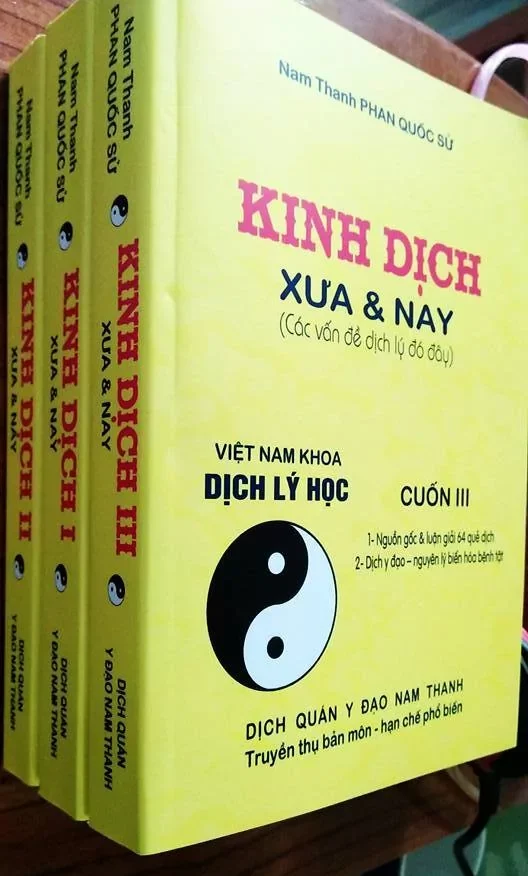 Nam Thanh
PHAN QUỐC SỬ
KINH DỊCH II
XƯA & NAY
DỊCH QUÁN
Y ĐẠO NAM THANH
Nam Thanh
PHAN QUỐC SỬ
KINH DỊCH I
XƯA & NAY
DỊCH QUÁN
Y ĐẠO NAM THANH
Nam Thanh
PHAN QUỐC SỬ
KINH DỊCH III
XƯA & NAY
DỊCH QUÁN
Y ĐẠO NAM THANH
Nam Thanh PHAN QUỐC SỬ
KINH DỊCH
XƯA & NAY
(Các vấn đề dịch lý đó đây)
VIỆT NAM KHOA
DỊCH LÝ HỌC
CUỐN III
1- Nguồn gốc & luận giải 64 quẻ dịch
2- Dịch y đạo – nguyên lý biến hóa bệnh tật
DỊCH QUÁN Y ĐẠO NAM THANH
Truyền thụ bản môn - hạn chế phổ biến